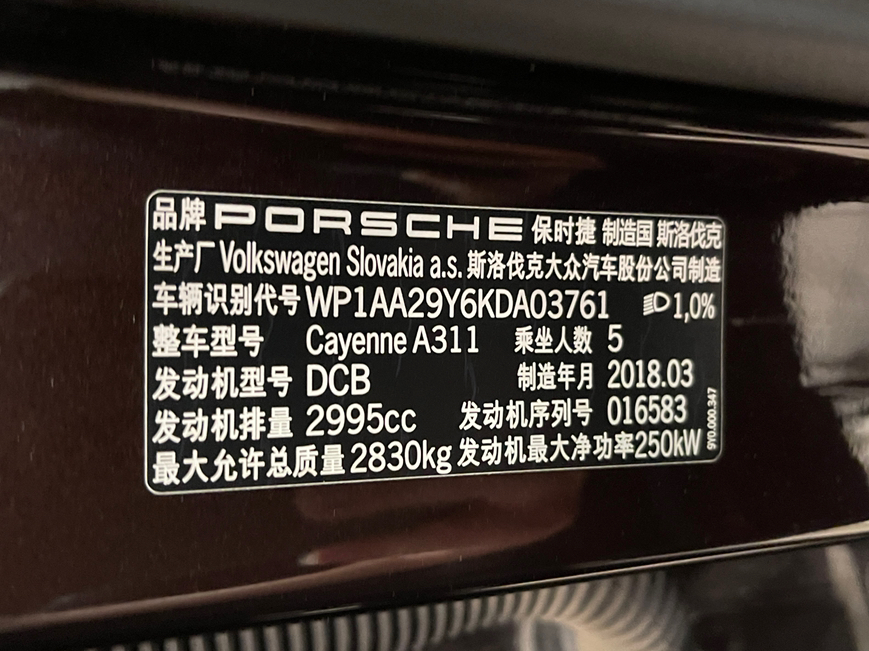 品牌 PORSCHE 保时捷 制造国 斯洛伐克
生产厂 Volkswagen Slovakia a.s. 斯洛伐克大众汽车股份公司制造
车辆识别代号 WP1AA29Y6KDA03761 1,0%
整车型号 Cayenne A311 乘坐人数 5
发动机型号 DCB 制造年月 2018.03
发动机排量 2995cc 发动机序列号 016583
最大允许总质量 2830kg 发动机最大净功率 250kW
9Y0.000.347